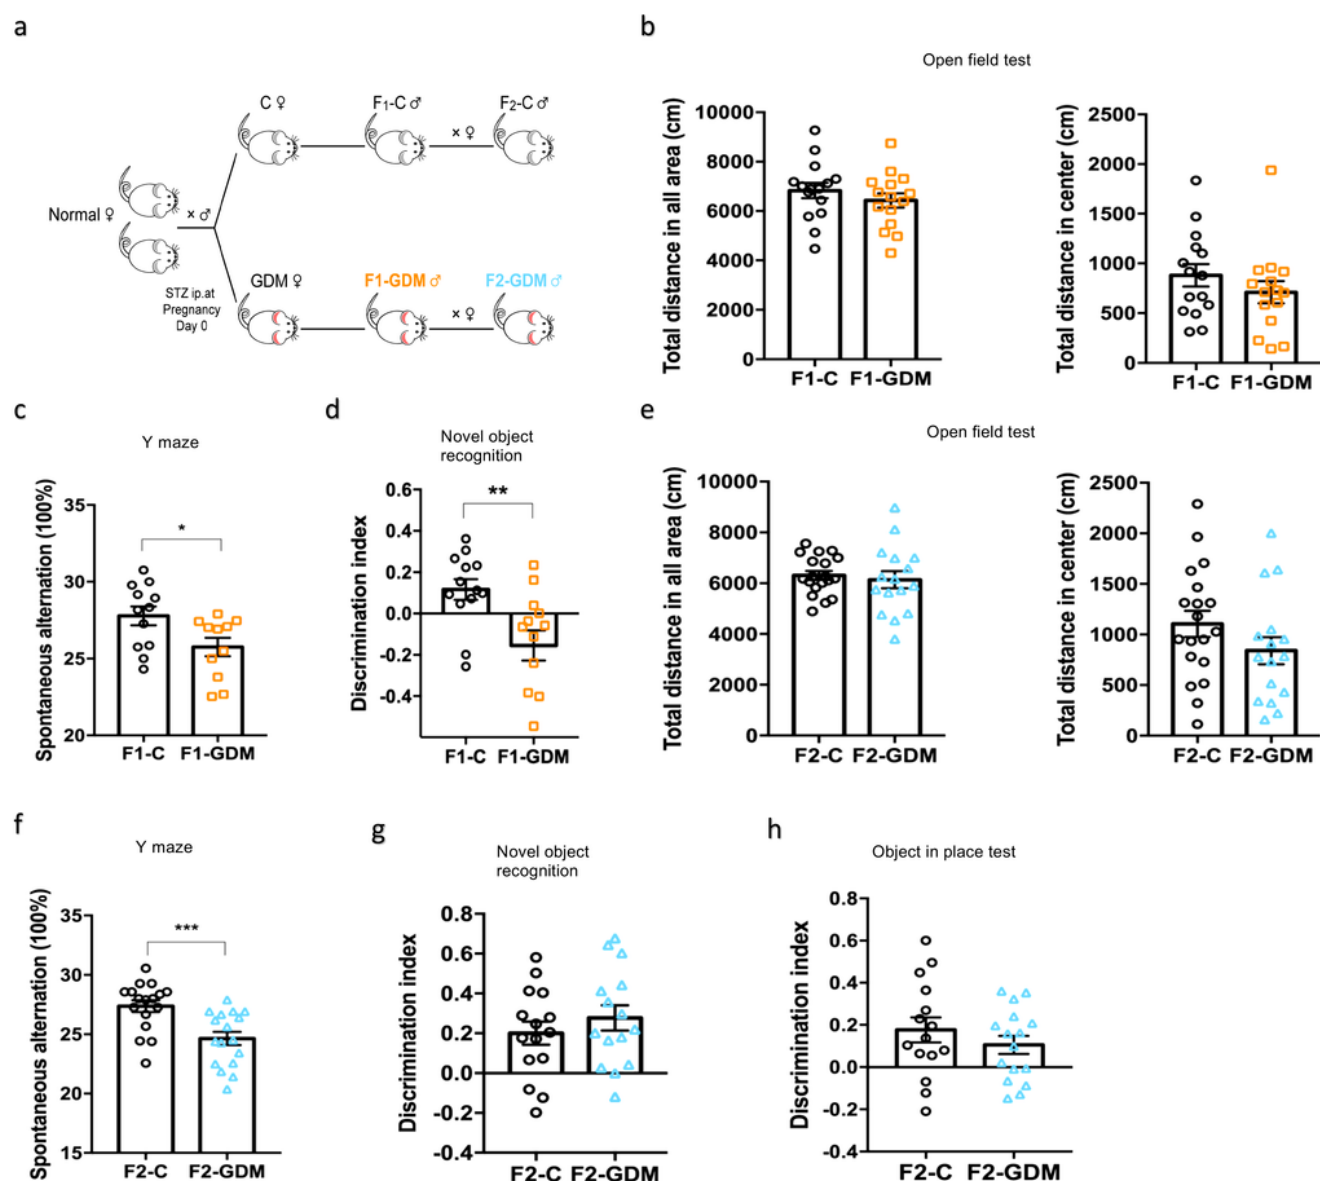 a
C ♀
F1-C ♂
F2-C ♂
× ♀
Normal ♀
× ♂
STZ ip.at
Pregnancy
Day 0
GDM ♀
F1-GDM ♂
F2-GDM ♂
× ♀
b
Open field test
Total distance in all area (cm)
10000
8000
6000
4000
2000
0
F1-C F1-GDM
Total distance in center (cm)
2500
2000
1500
1000
500
0
F1-C F1-GDM
c
Y maze
Spontaneous alternation (100%)
35
30
25
20
*
F1-C F1-GDM
d
Novel object
recognition
Discrimination index
0.6
0.4
0.2
0.0
-0.2
-0.4
**
F1-C F1-GDM
e
Open field test
Total distance in all area (cm)
10000
8000
6000
4000
2000
0
F2-C F2-GDM
Total distance in center (cm)
2500
2000
1500
1000
500
0
F2-C F2-GDM
f
Y maze
Spontaneous alternation (100%)
35
30
25
20
15
***
F2-C F2-GDM
g
Novel object
recognition
Discrimination index
0.8
0.6
0.4
0.2
0.0
-0.2
-0.4
F2-C F2-GDM
h
Object in place test
Discrimination index
0.8
0.6
0.4
0.2
0.0
-0.2
-0.4
F2-C F2-GDM